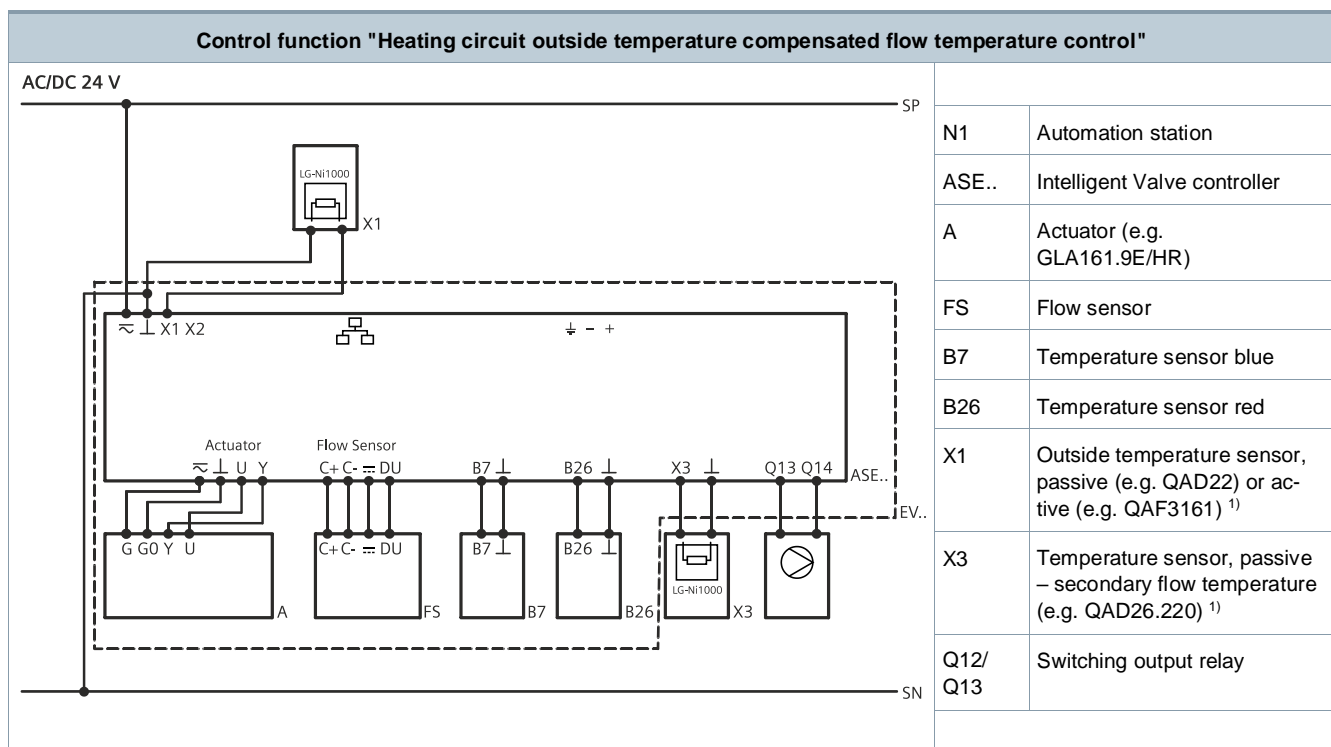 Control function "Heating circuit outside temperature compensated flow temperature control"
AC/DC 24 V
SP
LG-Ni1000
X1
⊥ X1 X2
- +
Actuator
Flow Sensor
⊥ U Y
C+ C- DU
B7 ⊥
B26 ⊥
X3 ⊥
Q13 Q14
ASE..
EV..
G G0 Y U
C+ C- DU
B7 ⊥
B26 ⊥
LG-Ni1000
A
FS
B7
B26
X3
SN
N1 Automation station
ASE.. Intelligent Valve controller
A Actuator (e.g.
GLA161.9E/HR)
FS Flow sensor
B7 Temperature sensor blue
B26 Temperature sensor red
X1 Outside temperature sensor,
passive (e.g. QAD22) or ac-
tive (e.g. QAF3161) 1)
X3 Temperature sensor, passive
– secondary flow temperature
(e.g. QAD26.220) 1)
Q12/
Q13 Switching output relay